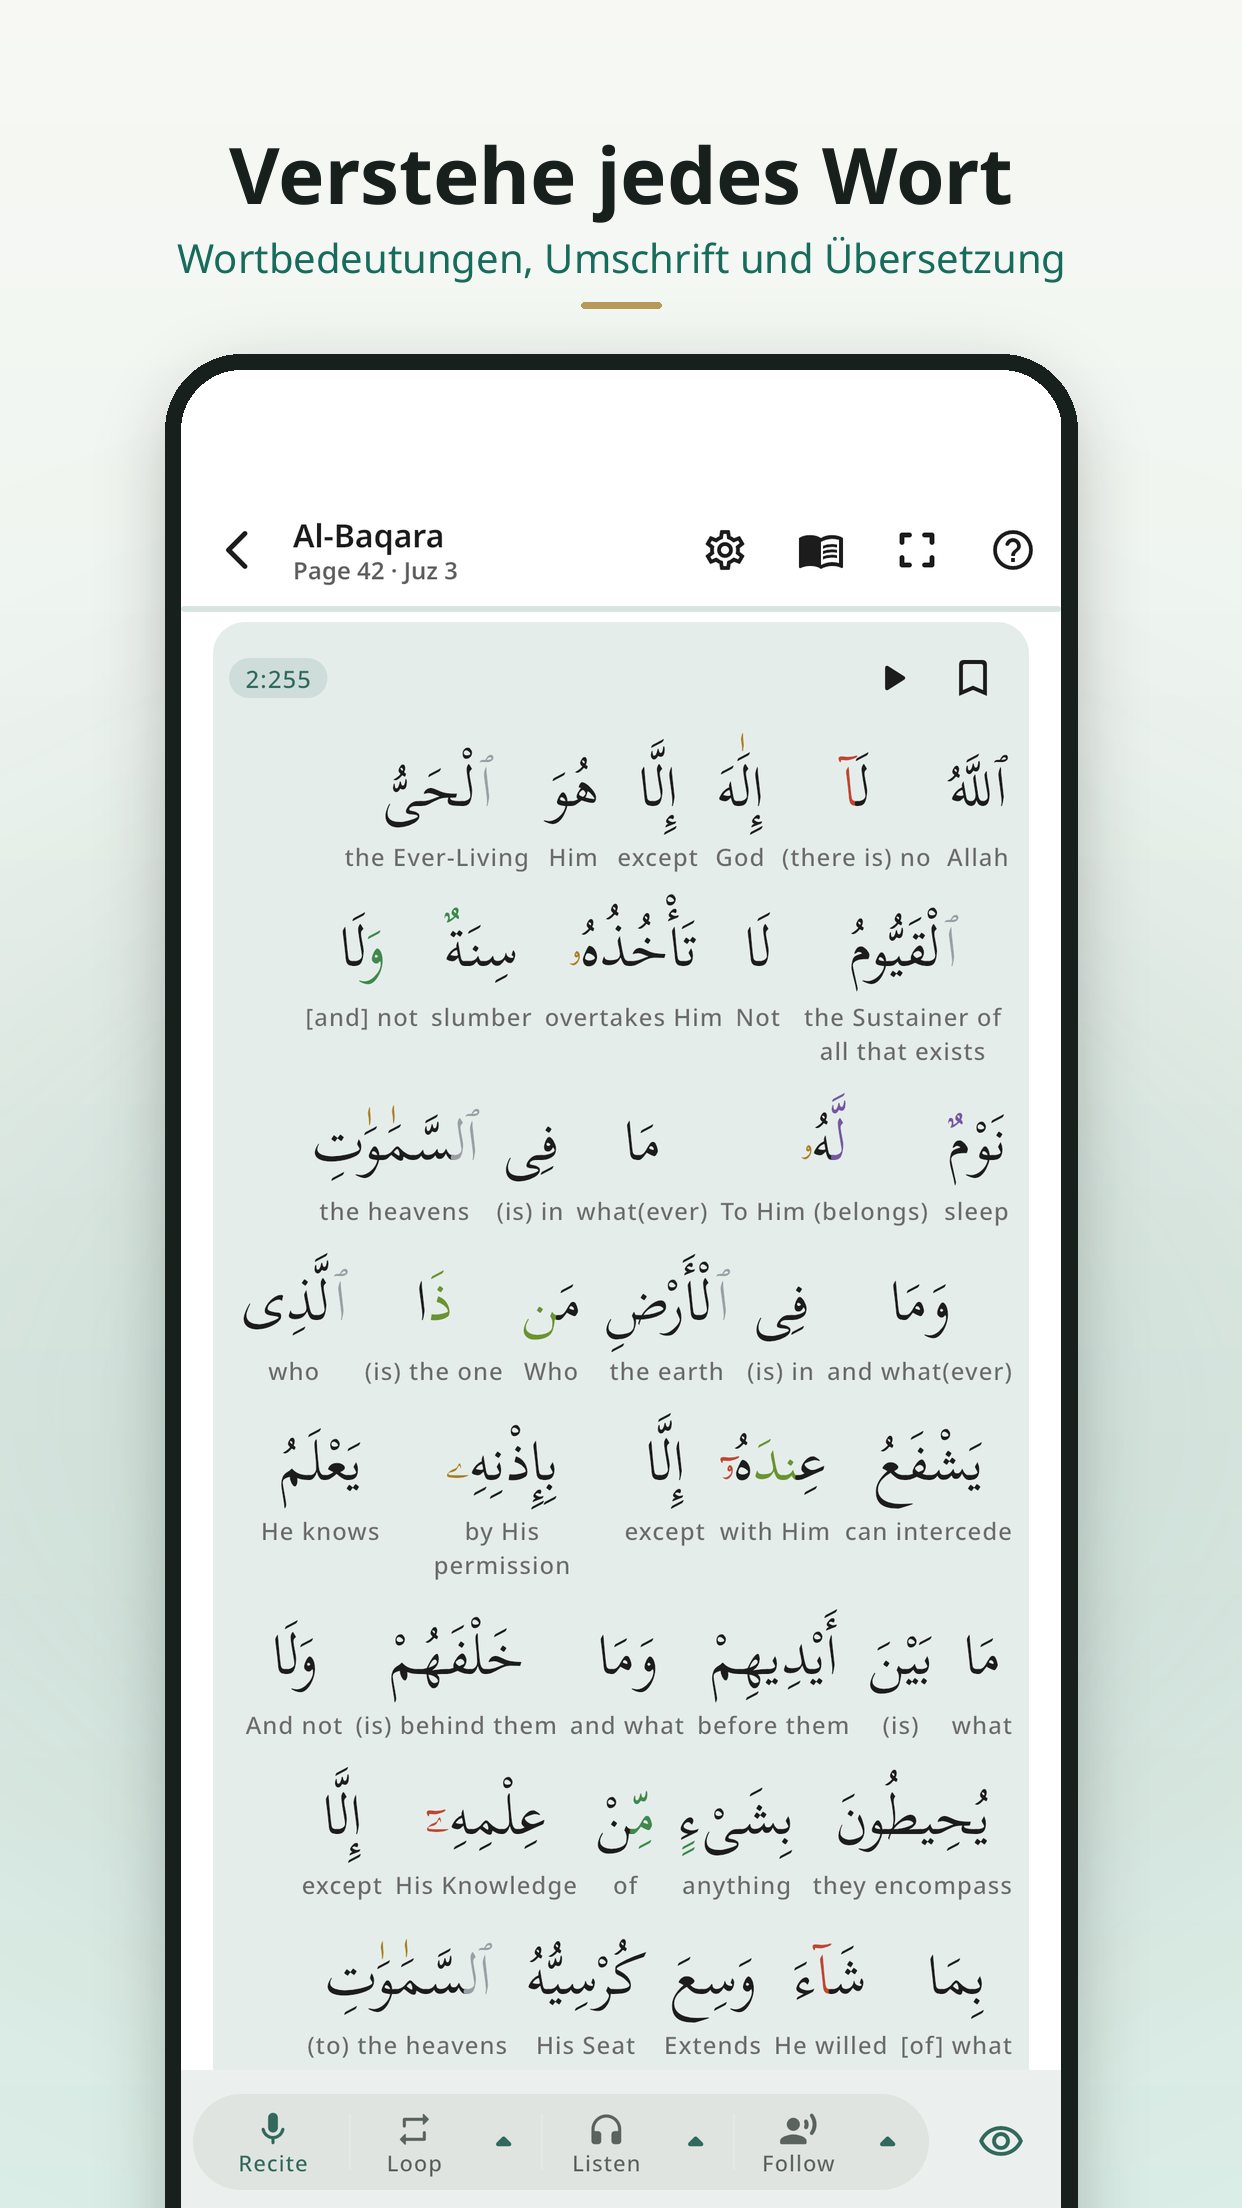 Verstehe jedes Wort
Wortbedeutungen, Umschrift und Übersetzung
Al-Baqara
Page 42 · Juz 3
2:255
ٱللَّهُ لَآ إِلَٰهَ إِلَّا هُوَ ٱلْحَىُّ
the Ever-Living Him except God (there is) no Allah
ٱلْقَيُّومُ لَا تَأْخُذُهُۥ سِنَةٌ وَلَا
[and] not slumber overtakes Him Not the Sustainer of
all that exists
نَوْمٌ لَّهُۥ مَا فِى ٱلسَّمَٰوَٰتِ
the heavens (is) in what(ever) To Him (belongs) sleep
وَمَا فِى ٱلْأَرْضِ مَن ذَا ٱلَّذِى
who (is) the one Who the earth (is) in and what(ever)
يَشْفَعُ عِندَهُۥٓ إِلَّا بِإِذْنِهِۦ يَعْلَمُ
He knows by His except with Him can intercede
permission
مَا بَيْنَ أَيْدِيهِمْ وَمَا خَلْفَهُمْ وَلَا
And not (is) behind them and what before them (is) what
يُحِيطُونَ بِشَىْءٍ مِّنْ عِلْمِهِۦٓ إِلَّا
except His Knowledge of anything they encompass
بِمَا شَآءَ وَسِعَ كُرْسِيُّهُ ٱلسَّمَٰوَٰتِ
(to) the heavens His Seat Extends He willed [of] what
Recite Loop Listen Follow